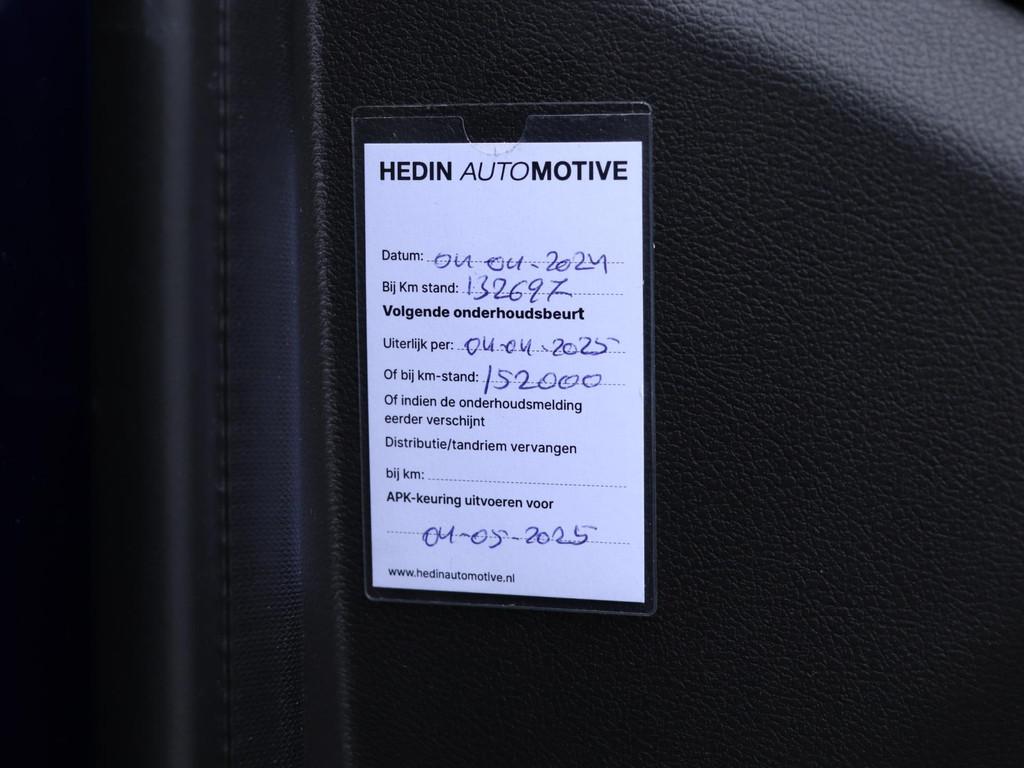 HEDIN AUTOMOTIVE
Datum: 04-04-2024
Bij Km stand: 132697
Volgende onderhoudsbeurt
Uiterlijk per: 04-04-2025
Of bij km-stand: 152000
Of indien de onderhoudsmelding
eerder verschijnt
Distributie/tandriem vervangen
bij km:
APK-keuring uitvoeren voor
04-05-2025
www.hedinautomotive.nl